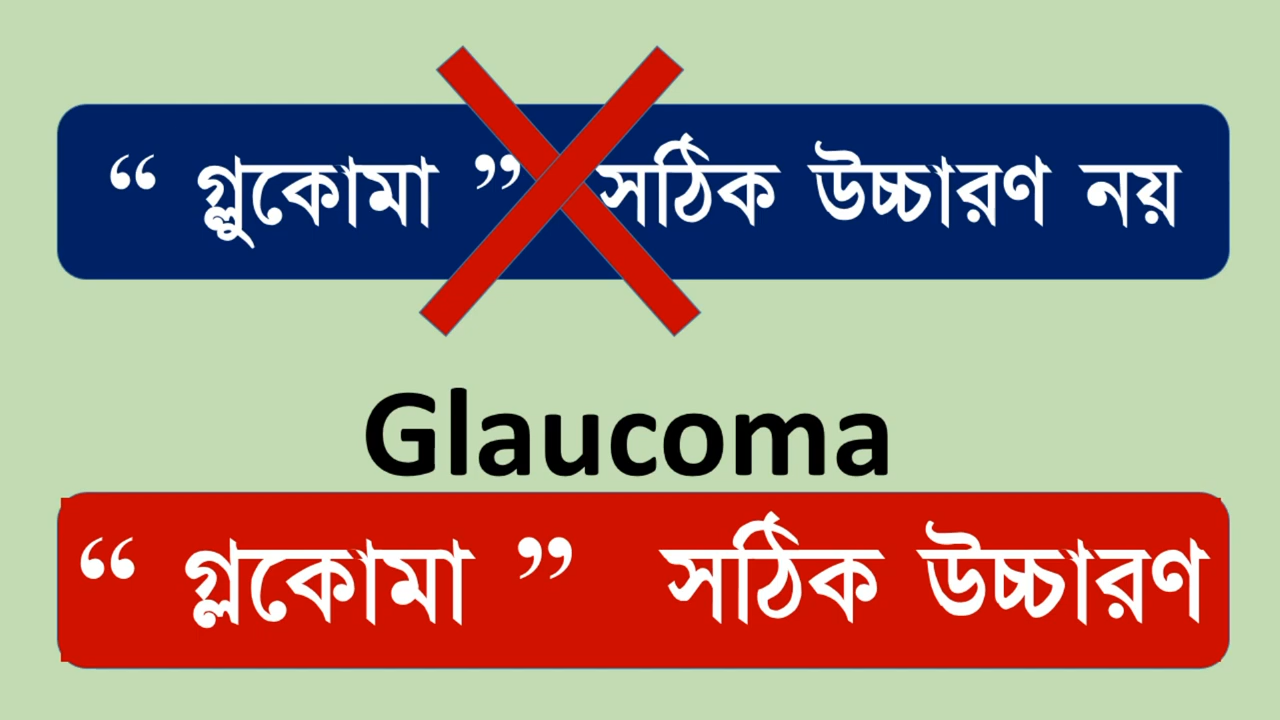 “ গ্লুকোমা ” সঠিক উচ্চারণ নয়
Glaucoma
“ গ্লকোমা ” সঠিক উচ্চারণ